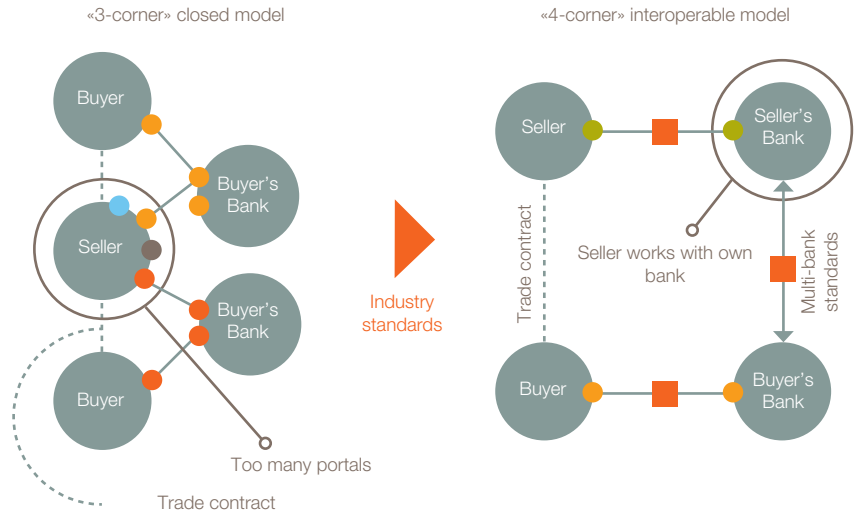 «3-corner» closed model
Buyer
Buyer's
Bank
Seller
Buyer's
Bank
Buyer
Too many portals
Trade contract
Industry
standards
«4-corner» interoperable model
Seller
Seller's
Bank
Trade contract
Seller works with own
bank
Multi-bank
standards
Buyer
Buyer's
Bank